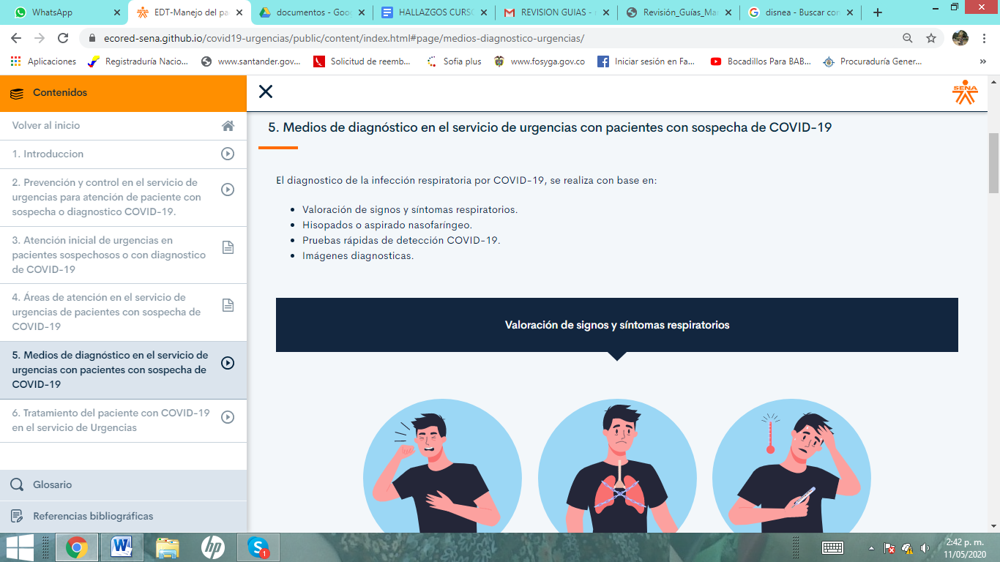 WhatsApp
EDT-Manejo del pa
documentos - Goo
HALLAZGOS CURSO
REVISION GUIAS - r
Revisión_Guías_Ma
disnea - Buscar con
ecored-sena.github.io/covid19-urgencias/public/content/index.html#page/medios-diagnostico-urgencias/
Aplicaciones
Registraduría Nacio...
www.santander.gov...
Solicitud de reemb...
Sofia plus
www.fosyga.gov.co
Iniciar sesión en Fa...
Bocadillos Para BAB...
Procuraduría Gener...
»
Contenidos
Volver al inicio
1. Introduccion
2. Prevención y control en el servicio de
urgencias para atención de paciente con
sospecha o diagnostico COVID-19.
3. Atención inicial de urgencias en
pacientes sospechosos o con diagnostico
de COVID-19
4. Áreas de atención en el servicio de
urgencias de pacientes con sospecha de
COVID-19
5. Medios de diagnóstico en el servicio de
urgencias con pacientes con sospecha de
COVID-19
6. Tratamiento del paciente con COVID-19
en el servicio de Urgencias
Glosario
Referencias bibliográficas
SENA
5. Medios de diagnóstico en el servicio de urgencias con pacientes con sospecha de COVID-19
El diagnostico de la infección respiratoria por COVID-19, se realiza con base en:
• Valoración de signos y síntomas respiratorios.
• Hisopados o aspirado nasofaríngeo.
• Pruebas rápidas de detección COVID-19.
• Imágenes diagnosticas.
Valoración de signos y síntomas respiratorios
hp
1
2:42 p. m.
11/05/2020